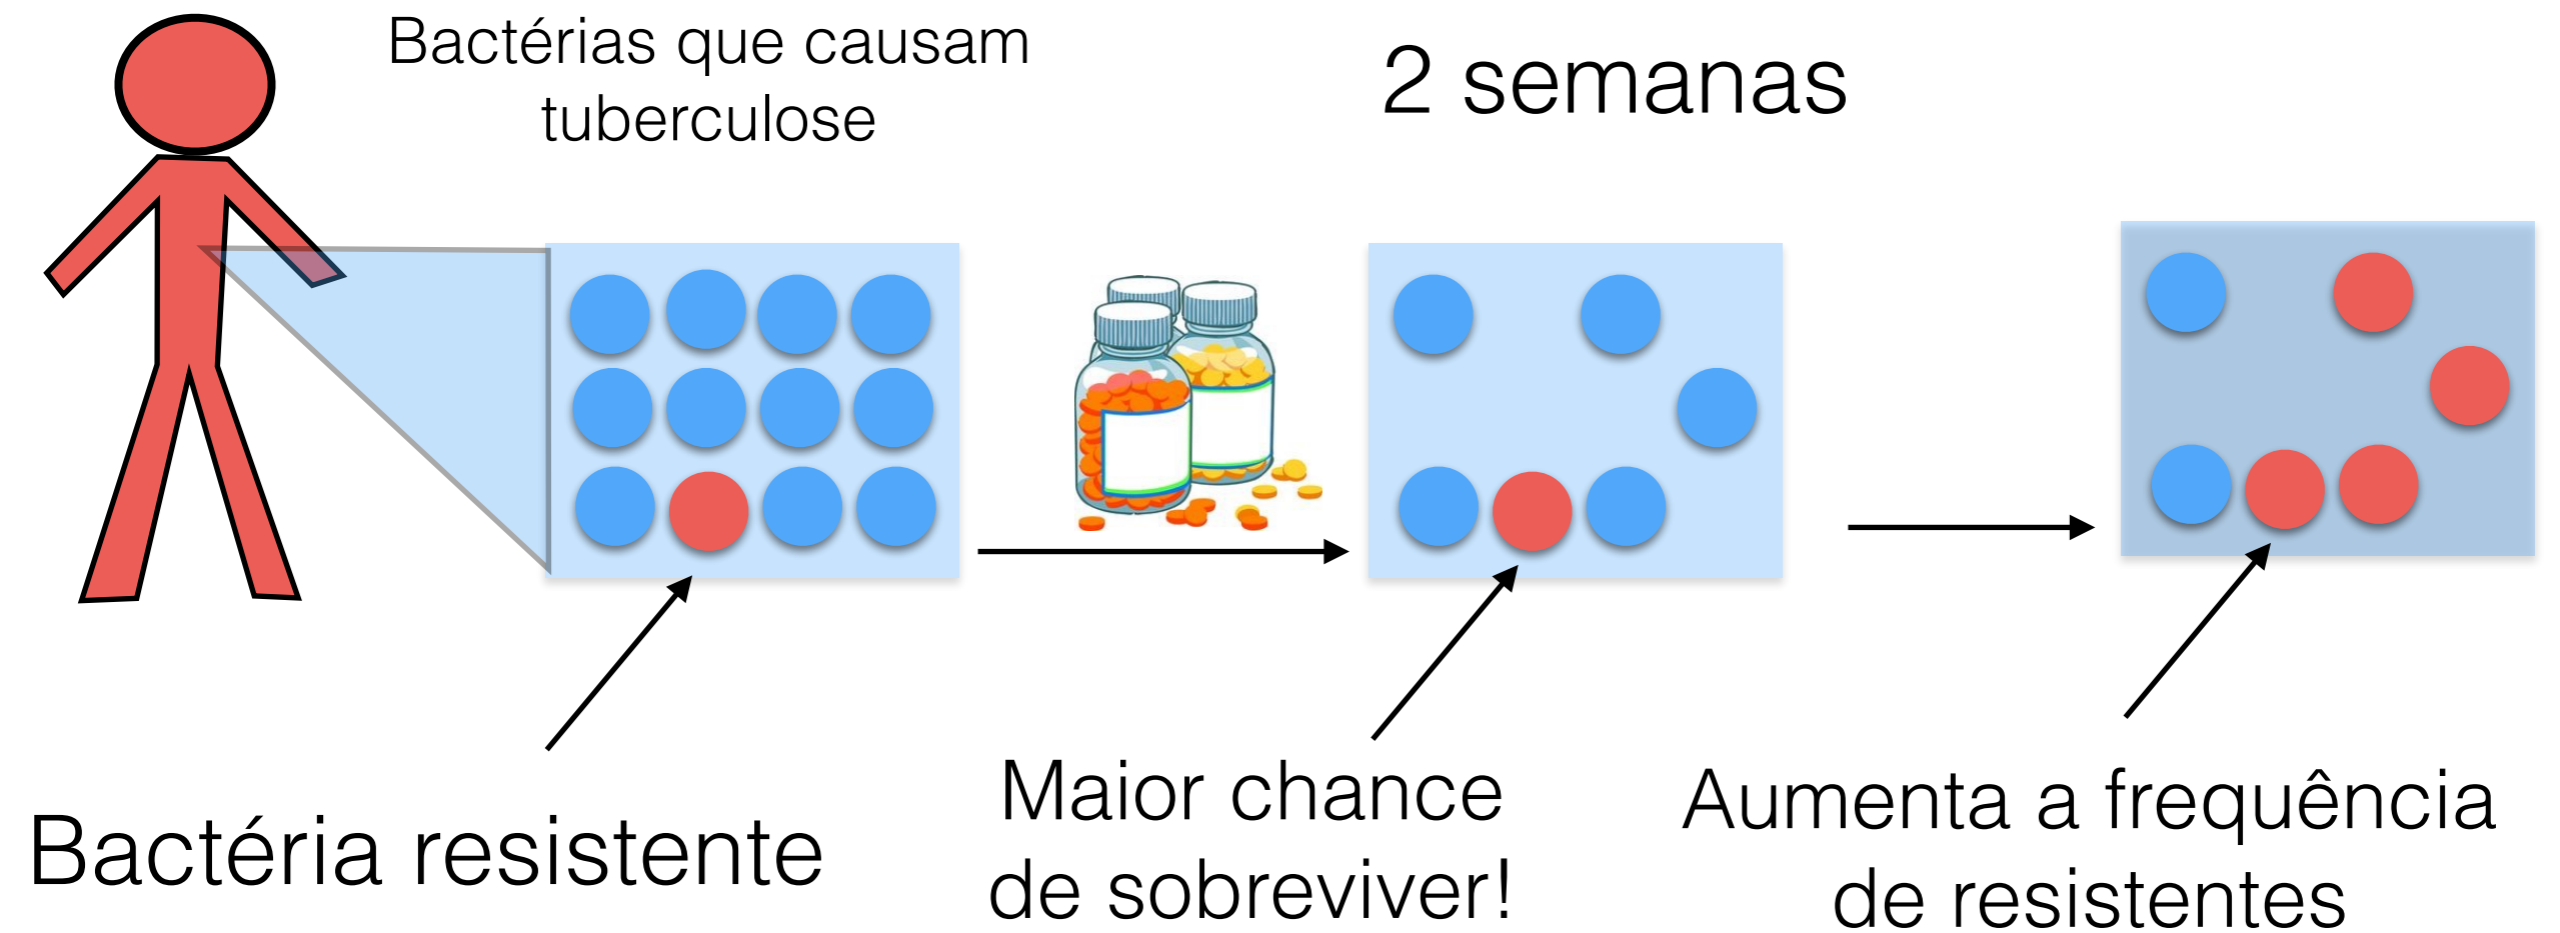 Bactérias que causam
tuberculose
2 semanas
Bactéria resistente
Maior chance
de sobreviver!
Aumenta a frequência
de resistentes